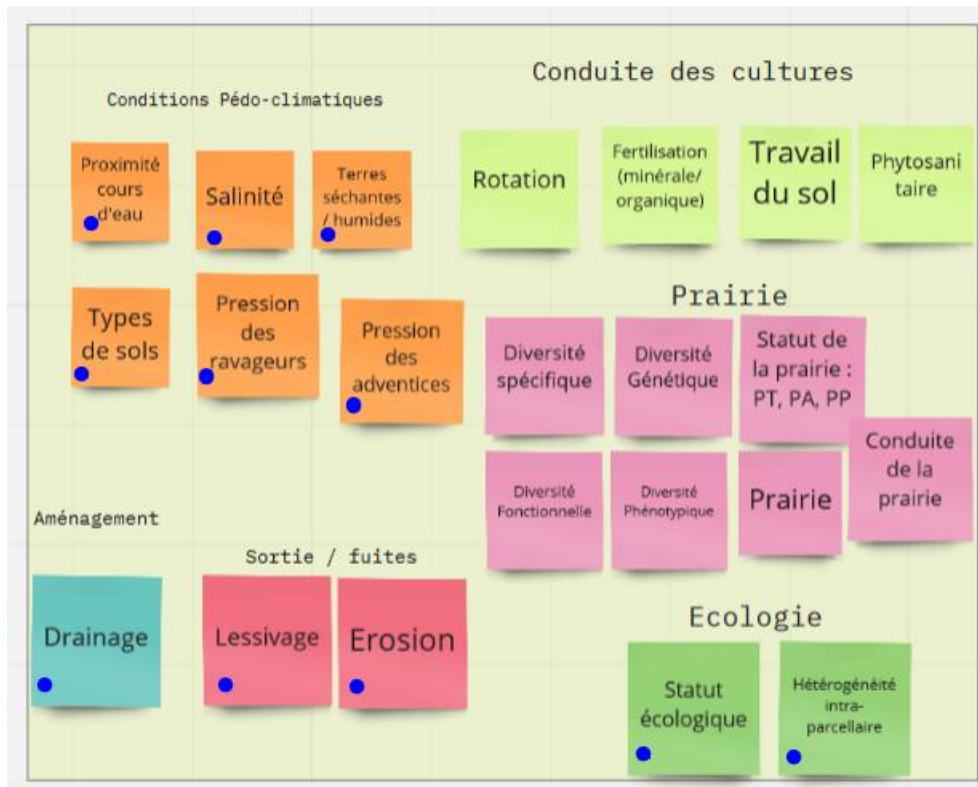 Conditions Pédo-climatiques
Proximité
cours
d'eau
Salinité
Terres
séchantes
/ humides
Types
de sols
Pression
des
ravageurs
Pression
des
adventices
Conduite des cultures
Rotation
Fertilisation
(minérale/
organique)
Travail
du sol
Phytosani
taire
Prairie
Diversité
spécifique
Diversité
Génétique
Statut de
la prairie :
PT, PA, PP
Conduite
de la
prairie
Diversité
Fonctionnelle
Diversité
Phénotypique
Prairie
Aménagement
Drainage
Sortie / fuites
Lessivage
Erosion
Ecologie
Statut
écologique
Hétérogénéité
intra-
parcellaire